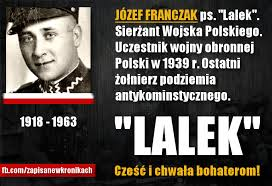 JÓZEF FRANCZAK ps. "Lalek".
Sierżant Wojska Polskiego.
Uczestnik wojny obronnej
Polski w 1939 r. Ostatni
żołnierz podziemia
antykomunistycznego.
1918 - 1963
"LALEK"
Cześć i chwała bohaterom!
fb.com/zapisanewkronikach